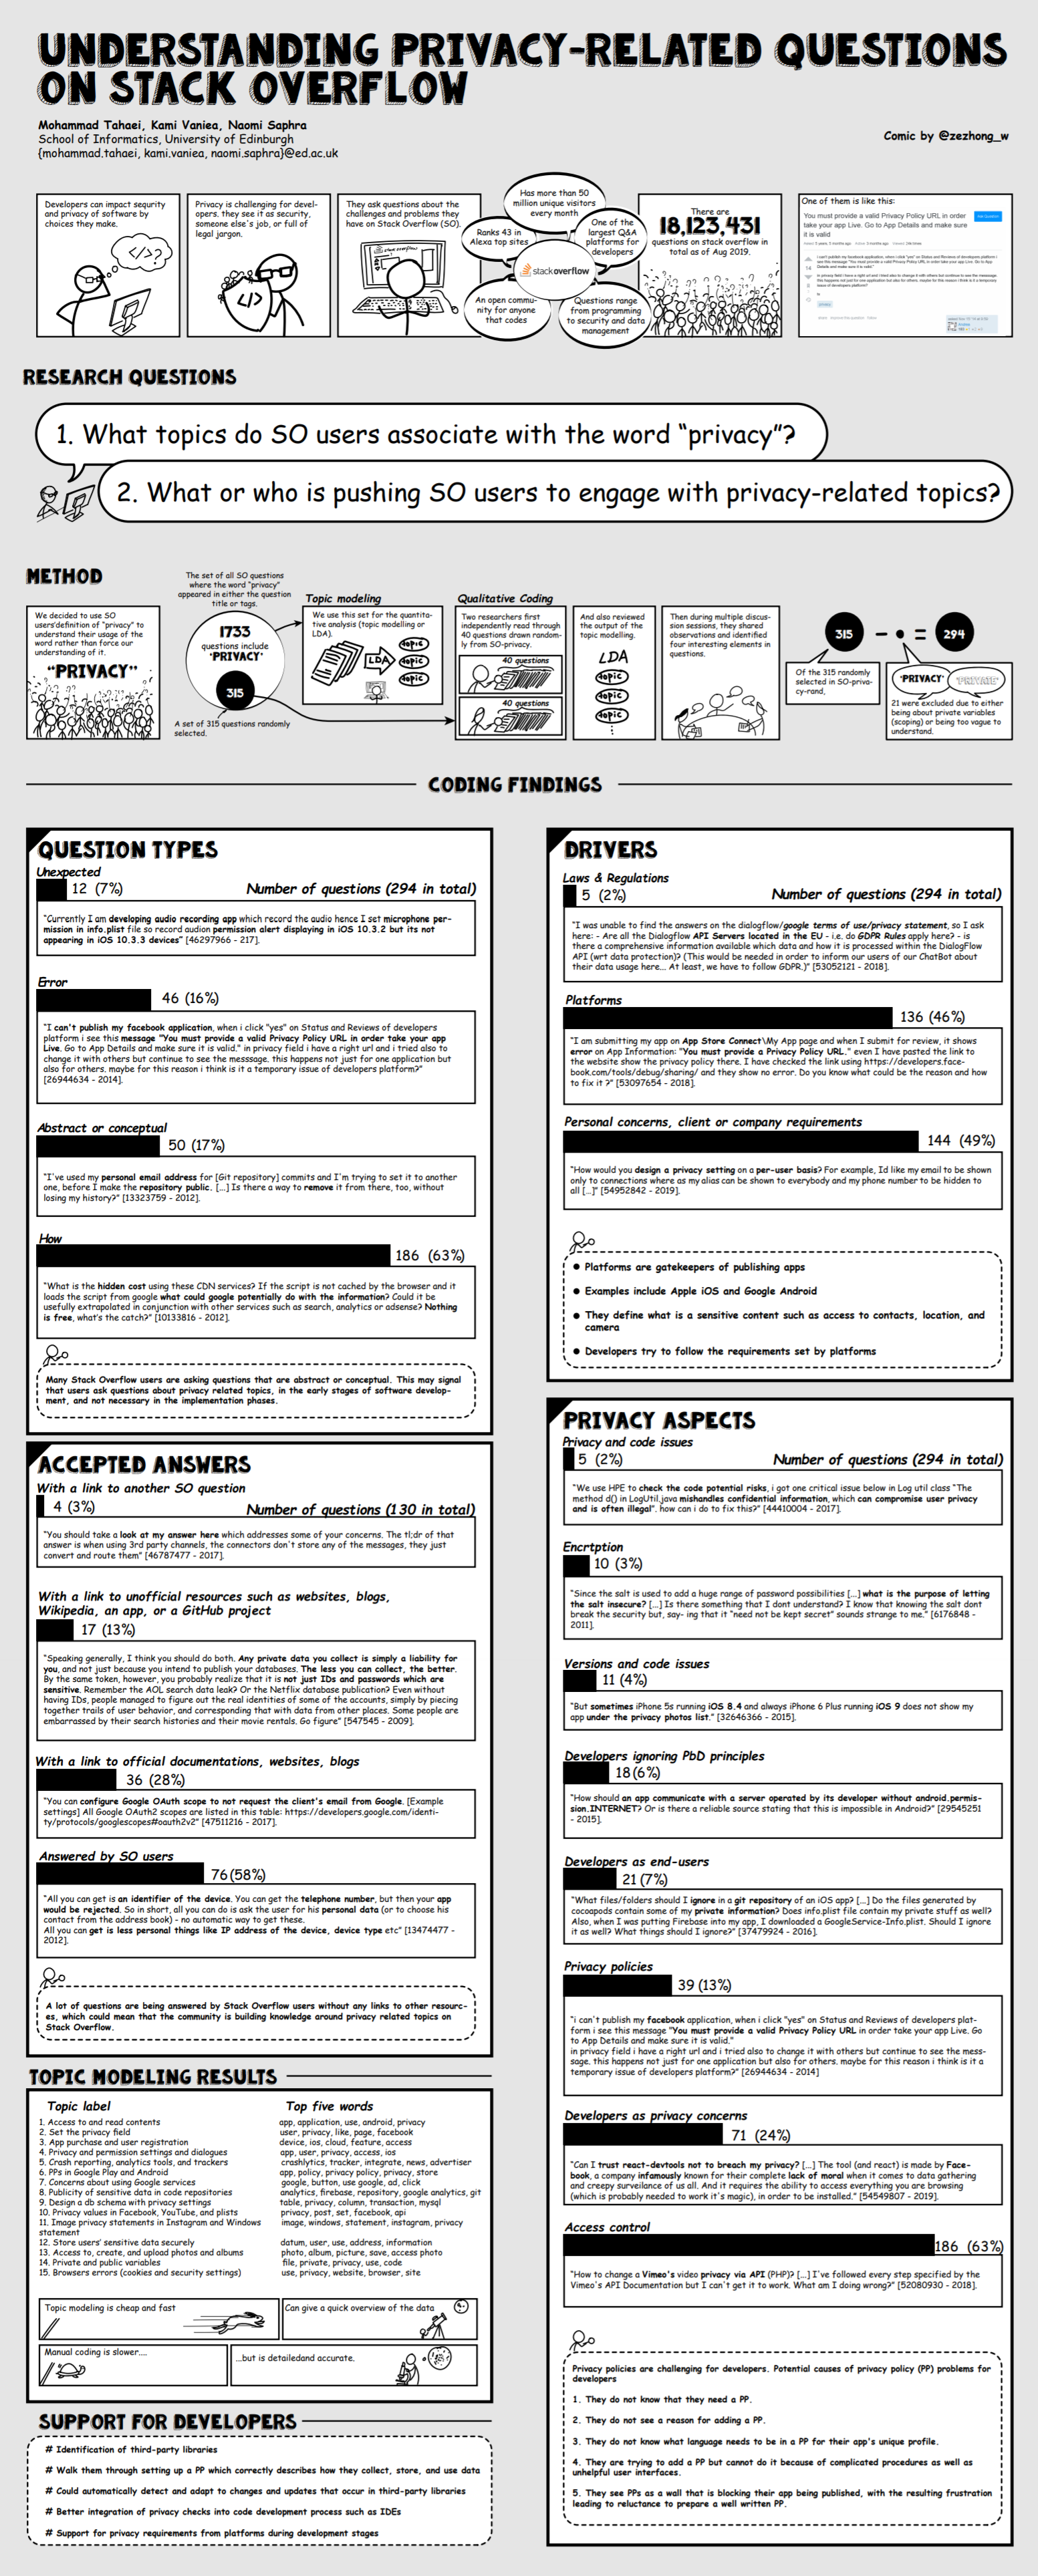 UNDERSTANDING PRIVACY-RELATED QUESTIONS
ON STACK OVERFLOW
Mohammad Tahaei, Kami Vaniea, Naomi Saphra
School of Informatics, University of Edinburgh
{mohammad.tahaei, kami.vaniea, naomi.saphra}@ed.ac.uk
Comic by @zezhong_w
Developers can impact sequrity
and privacy of software by
choices they make.
</>
Privacy is challenging for devel-
opers. they see it as security,
someone else's job, or full of
legal jargon.
</>
They ask questions about the
challenges and problems they
have on Stack Overflow (SO).
stack overflow
Has more than 50
million unique visitors
every month
Ranks 43 in
Alexa top sites
One of the
largest Q&A
platforms for
developers
stackoverflow
An open commu-
nity for anyone
that codes
Questions range
from programming
to security and data
management
There are
18,123,431
questions on stack overflow in
total as of Aug 2019.
One of them is like this:
You must provide a valid Privacy Policy URL in order
take your app Live. Go to App Details and make sure
it is valid
RESEARCH QUESTIONS
1. What topics do SO users associate with the word "privacy"?
2. What or who is pushing SO users to engage with privacy-related topics?
METHOD
We decided to use SO
users'definition of "privacy" to
understand their usage of the
word rather than force our
understanding of it.
"PRIVACY"
The set of all SO questions
where the word "privacy"
appeared in either the question
title or tags.
1733
questions include
'PRIVACY'
315
A set of 315 questions randomly
selected.
Topic modeling
We use this set for the quantita-
tive analysis (topic modelling or
LDA).
LDA
topic
topic
topic
Qualitative Coding
Two researchers first
independently read through
40 questions drawn random-
ly from SO-privacy.
40 questions
40 questions
And also reviewed
the output of the
topic modelling.
LDA
topic
topic
topic
Then during multiple discus-
sion sessions, they shared
observations and identified
four interesting elements in
questions.
315 - • = 294
Of the 315 randomly
selected in SO-priva-
cy-rand,
'PRIVACY' 'PRIVATE'
21 were excluded due to either
being about private variables
(scoping) or being too vague to
understand.
CODING FINDINGS
QUESTION TYPES
Unexpected
12 (7%)
Number of questions (294 in total)
"Currently I am developing audio recording app which record the audio hence I set microphone per-
mission in info.plist file so record audion permission alert displaying in iOS 10.3.2 but its not
appearing in iOS 10.3.3 devices" [46297966 - 217].
Error
46 (16%)
"I can't publish my facebook application, when i click "yes" on Status and Reviews of developers
platform i see this message "You must provide a valid Privacy Policy URL in order take your app
Live. Go to App Details and make sure it is valid." in privacy field i have a right url and i tried also to
change it with others but continue to see the messsage. this happens not just for one application but
also for others. maybe for this reason i think is it a temporary issue of developers platform?"
[26944634 - 2014].
Abstract or conceptual
50 (17%)
"I've used my personal email address for [Git repository] commits and I'm trying to set it to another
one, before I make the repository public. [...] Is there a way to remove it from there, too, without
losing my history?" [13323759 - 2012].
How
186 (63%)
"What is the hidden cost using these CDN services? If the script is not cached by the browser and it
loads the script from google what could google potentially do with the information? Could it be
usefully extrapolated in conjunction with other services such as search, analytics or adsense? Nothing
is free, what's the catch?" [10133816 - 2012].
Many Stack Overflow users are asking questions that are abstract or conceptual. This may signal
that users ask questions about privacy related topics, in the early stages of software develop-
ment, and not necessary in the implementation phases.
ACCEPTED ANSWERS
With a link to another SO question
4 (3%)
Number of questions (130 in total)
"You should take a look at my answer here which addresses some of your concerns. The tl;dr of that
answer is when using 3rd party channels, the connectors don't store any of the messages, they just
convert and route them" [46787477 - 2017].
With a link to unofficial resources such as websites, blogs,
Wikipedia, an app, or a GitHub project
17 (13%)
"Speaking generally, I think you should do both. Any private data you collect is simply a liability for
you, and not just because you intend to publish your databases. The less you can collect, the better.
By the same token, however, you probably realize that it is not just IDs and passwords which are
sensitive. Remember the AOL search data leak? Or the Netflix database publication? Even without
having IDs, people managed to figure out the real identities of some of the accounts, simply by piecing
together trails of user behavior, and corresponding that with data from other places. Some people are
embarrassed by their search histories and their movie rentals. Go figure" [547545 - 2009].
With a link to official documentations, websites, blogs
36 (28%)
"You can configure Google OAuth scope to not request the client's email from Google. [Example
settings] All Google OAuth2 scopes are listed in this table: https://developers.google.com/identi-
ty/protocols/googlescopes#oauth2v2" [47511216 - 2017].
Answered by SO users
76 (58%)
"All you can get is an identifier of the device. You can get the telephone number, but then your app
would be rejected. So in short, all you can do is ask the user for his personal data (or to choose his
contact from the address book) - no automatic way to get these.
All you can get is less personal things like IP address of the device, device type etc" [13474477 -
2012].
A lot of questions are being answered by Stack Overflow users without any links to other resourc-
es, which could mean that the community is building knowledge around privacy related topics on
Stack Overflow.
TOPIC MODELING RESULTS
Topic label Top five words
1. Access to and read contents app, application, use, android, privacy
2. Set the privacy field user, privacy, like, page, facebook
3. App purchase and user registration device, ios, cloud, feature, access
4. Privacy and permission settings and dialogues app, user, privacy, access, ios
5. Crash reporting, analytics tools, and trackers crashlytics, tracker, integrate, news, advertiser
6. PPs in Google Play and Android app, policy, privacy policy, privacy, store
7. Concerns about using Google services google, button, use google, ad, click
8. Publicity of sensitive data in code repositories analytics, firebase, repository, google analytics, git
9. Design a db schema with privacy settings table, privacy, column, transaction, mysql
10. Privacy values in Facebook, YouTube, and plists privacy, post, set, facebook, api
11. Image privacy statements in Instagram and Windows image, windows, statement, instagram, privacy
statement
12. Store users' sensitive data securely datum, user, use, address, information
13. Access to, create, and upload photos and albums photo, album, picture, save, access photo
14. Private and public variables file, private, privacy, use, code
15. Browsers errors (cookies and security settings) use, privacy, website, browser, site
Topic modeling is cheap and fast
Can give a quick overview of the data
Manual coding is slower....
...but is detailedand accurate.
SUPPORT FOR DEVELOPERS
# Identification of third-party libraries
# Walk them through setting up a PP which correctly describes how they collect, store, and use data
# Could automatically detect and adapt to changes and updates that occur in third-party libraries
# Better integration of privacy checks into code development process such as IDEs
# Support for privacy requirements from platforms during development stages
DRIVERS
Laws & Regulations
5 (2%)
Number of questions (294 in total)
"I was unable to find the answers on the dialogflow/google terms of use/privacy statement, so I ask
here: - Are all the Dialogflow API Servers located in the EU - i.e. do GDPR Rules apply here? - is
there a comprehensive information available which data and how it is processed within the DialogFlow
API (wrt data protection)? (This would be needed in order to inform our users of our ChatBot about
their data usage here... At least, we have to follow GDPR.)" [53052121 - 2018].
Platforms
136 (46%)
"I am submitting my app on App Store Connect\My App page and when I submit for review, it shows
error on App Information: "You must provide a Privacy Policy URL." even I have pasted the link to
the website show the privacy policy there. I have checked the link using https://developers.face-
book.com/tools/debug/sharing/ and they show no error. Do you know what could be the reason and how
to fix it ?" [53097654 - 2018].
Personal concerns, client or company requirements
144 (49%)
"How would you design a privacy setting on a per-user basis? For example, Id like my email to be shown
only to connections where as my alias can be shown to everybody and my phone number to be hidden to
all [...]" [54952842 - 2019].
● Platforms are gatekeepers of publishing apps
● Examples include Apple iOS and Google Android
● They define what is a sensitive content such as access to contacts, location, and
camera
● Developers try to follow the requirements set by platforms
PRIVACY ASPECTS
Privacy and code issues
5 (2%)
Number of questions (294 in total)
"We use HPE to check the code potential risks, i got one critical issue below in Log util class "The
method d() in LogUtil.java mishandles confidential information, which can compromise user privacy
and is often illegal". how can i do to fix this?" [44410004 - 2017].
Encrtption
10 (3%)
"Since the salt is used to add a huge range of password possibilities [...] what is the purpose of letting
the salt insecure? [...] Is there something that I dont understand? I know that knowing the salt dont
break the security but, say- ing that it "need not be kept secret" sounds strange to me." [6176848 -
2011].
Versions and code issues
11 (4%)
"But sometimes iPhone 5s running iOS 8.4 and always iPhone 6 Plus running iOS 9 does not show my
app under the privacy photos list." [32646366 - 2015].
Developers ignoring PbD principles
18 (6%)
"How should an app communicate with a server operated by its developer without android.permis-
sion.INTERNET? Or is there a reliable source stating that this is impossible in Android?" [29545251
- 2015].
Developers as end-users
21 (7%)
"What files/folders should I ignore in a git repository of an iOS app? [...] Do the files generated by
cocoapods contain some of my private information? Does info.plist file contain my private stuff as well?
Also, when I was putting Firebase into my app, I downloaded a GoogleService-Info.plist. Should I ignore
it as well? What things should I ignore?" [37479924 - 2016].
Privacy policies
39 (13%)
"i can't publish my facebook application, when i click "yes" on Status and Reviews of developers plat-
form i see this message "You must provide a valid Privacy Policy URL in order take your app Live. Go
to App Details and make sure it is valid."
in privacy field i have a right url and i tried also to change it with others but continue to see the mess-
sage. this happens not just for one application but also for others. maybe for this reason i think is it a
temporary issue of developers platform?" [26944634 - 2014]
Developers as privacy concerns
71 (24%)
"Can I trust react-devtools not to breach my privacy? [...] The tool (and react) is made by Face-
book, a company infamously known for their complete lack of moral when it comes to data gathering
and creepy surveilance of us all. And it requires the ability to access everything you are browsing
(which is probably needed to work it's magic), in order to be installed." [54549807 - 2019].
Access control
186 (63%)
"How to change a Vimeo's video privacy via API (PHP)? [...] I've followed every step specified by the
Vimeo's API Documentation but I can't get it to work. What am I doing wrong?" [52080930 - 2018].
Privacy policies are challenging for developers. Potential causes of privacy policy (PP) problems for
developers
1. They do not know that they need a PP.
2. They do not see a reason for adding a PP.
3. They do not know what language needs to be in a PP for their app's unique profile.
4. They are trying to add a PP but cannot do it because of complicated procedures as well as
unhelpful user interfaces.
5. They see PPs as a wall that is blocking their app being published, with the resulting frustration
leading to reluctance to prepare a well written PP.